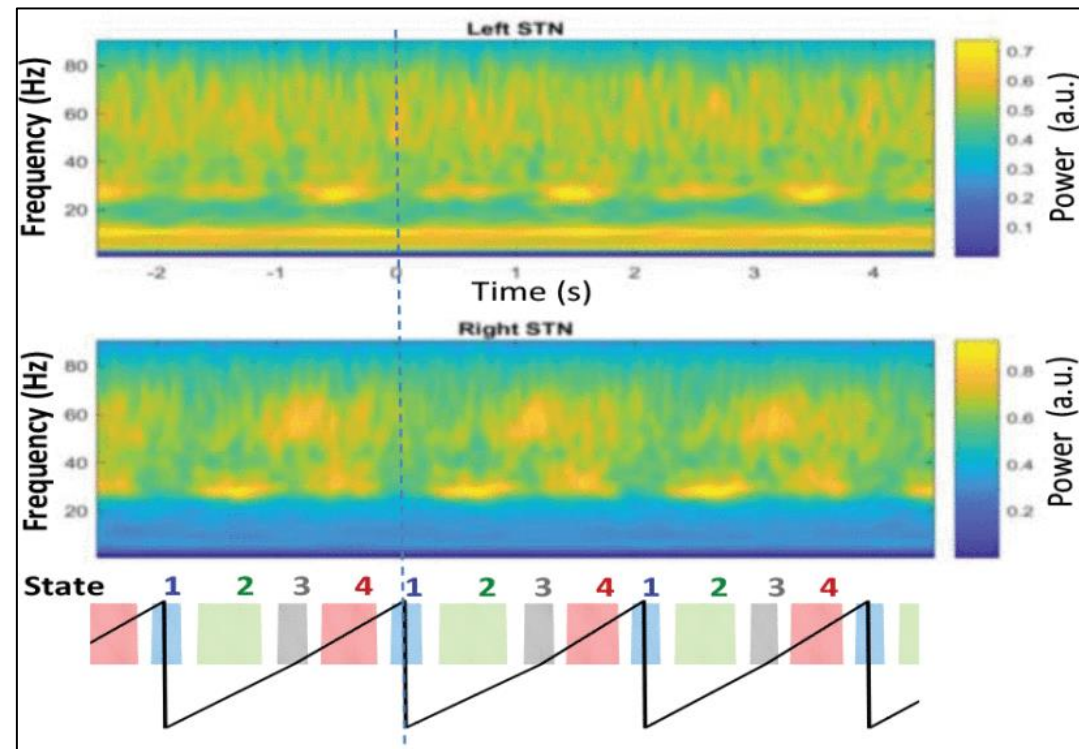 Left STN
Frequency (Hz)
80
60
40
20
-2 -1 0 1 2 3 4
Time (s)
0.7
0.6
0.5
0.4
0.3
0.2
0.1
Power (a.u.)
Right STN
Frequency (Hz)
80
60
40
20
0.8
0.6
0.4
0.2
Power (a.u.)
State 1 2 3 4 1 2 3 4 1 2 3 4